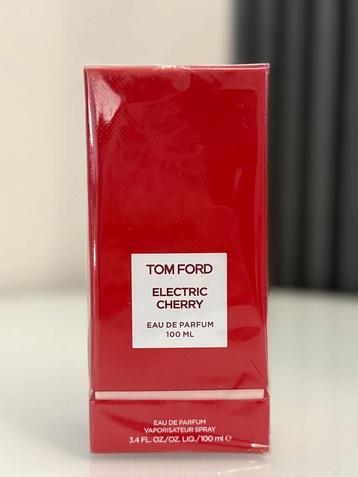 TOM FORD
ELECTRIC
CHERRY
EAU DE PARFUM
100 ML
EAU DE PARFUM
VAPORISATEUR SPRAY
3.4 FL. OZ./OZ. LIQ./100 ml ℮